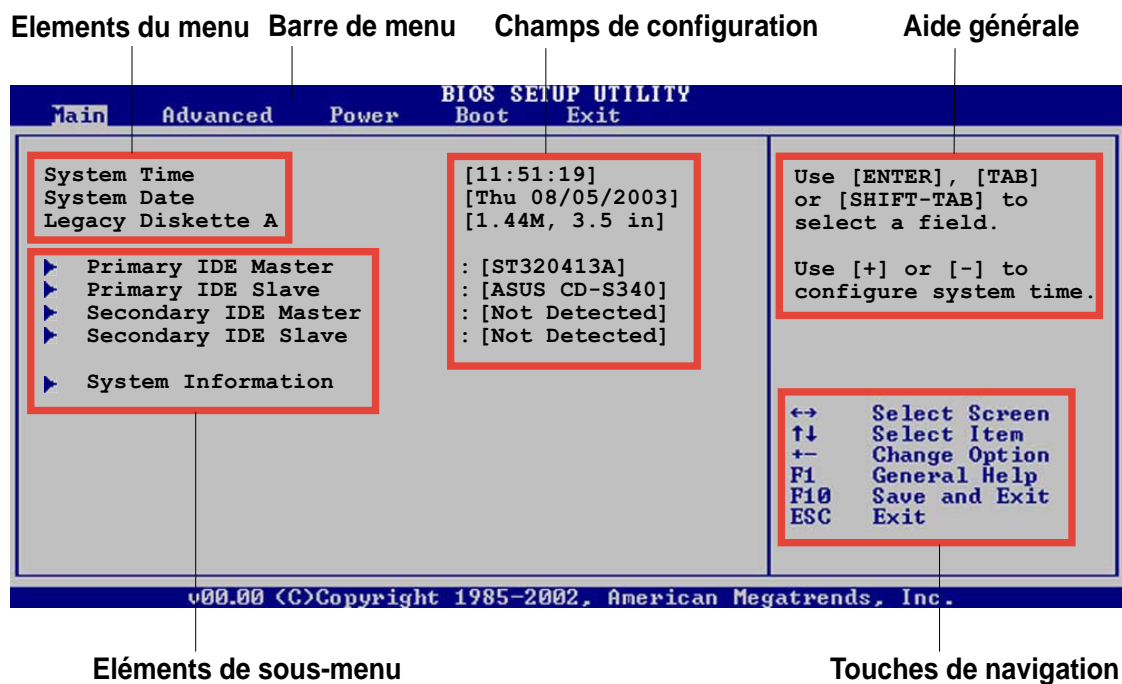 Elements du menu Barre de menu Champs de configuration Aide générale
BIOS SETUP UTILITY
Main Advanced Power Boot Exit
System Time [11:51:19]
System Date [Thu 08/05/2003]
Legacy Diskette A [1.44M, 3.5 in]
Primary IDE Master : [ST320413A]
Primary IDE Slave : [ASUS CD-S340]
Secondary IDE Master : [Not Detected]
Secondary IDE Slave : [Not Detected]
System Information
Use [ENTER], [TAB]
or [SHIFT-TAB] to
select a field.
Use [+] or [-] to
configure system time.
←→ Select Screen
↑↓ Select Item
+- Change Option
F1 General Help
F10 Save and Exit
ESC Exit
v00.00 (C)Copyright 1985-2002, American Megatrends, Inc.
Eléments de sous-menu Touches de navigation